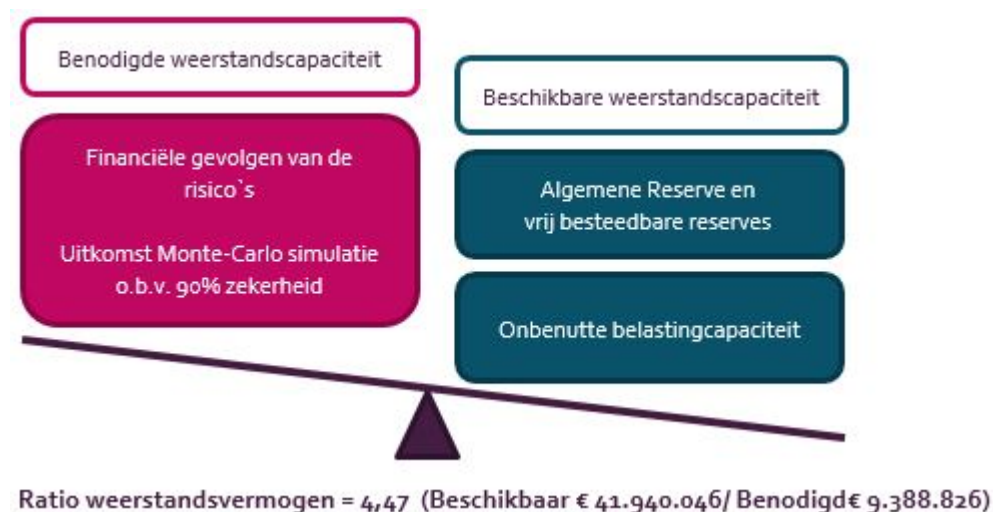 Benodigde weerstandscapaciteit
Financiële gevolgen van de
risico`s
Uitkomst Monte-Carlo simulatie
o.b.v. 90% zekerheid
Beschikbare weerstandscapaciteit
Algemene Reserve en
vrij besteedbare reserves
Onbenutte belastingcapaciteit
Ratio weerstandsvermogen = 4,47 (Beschikbaar € 41.940.046/ Benodigd€ 9.388.826)